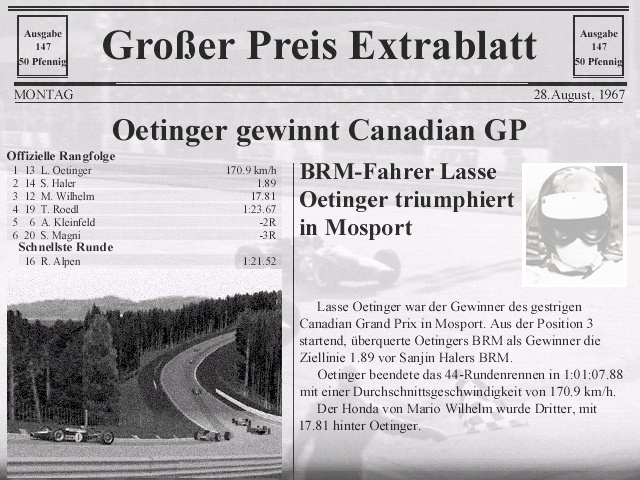 Ausgabe
147
50 Pfennig
Großer Preis Extrablatt
Ausgabe
147
50 Pfennig
MONTAG
28.August, 1967
Oetinger gewinnt Canadian GP
Offizielle Rangfolge
1 13 L. Oetinger 170.9 km/h
2 14 S. Haler 1.89
3 12 M. Wilhelm 17.81
4 19 T. Roedl 1:23.67
5 6 A. Kleinfeld -2R
6 20 S. Magni -3R
Schnellste Runde
16 R. Alpen 1:21.52
BRM-Fahrer Lasse
Oetinger triumphiert
in Mosport
Lasse Oetinger war der Gewinner des gestrigen
Canadian Grand Prix in Mosport. Aus der Position 3
startend, überquerte Oetingers BRM als Gewinner die
Ziellinie 1.89 vor Sanjin Halers BRM.
Oetinger beendete das 44-Rundenrennen in 1:01:07.88
mit einer Durchschnittsgeschwindigkeit von 170.9 km/h.
Der Honda von Mario Wilhelm wurde Dritter, mit
17.81 hinter Oetinger.